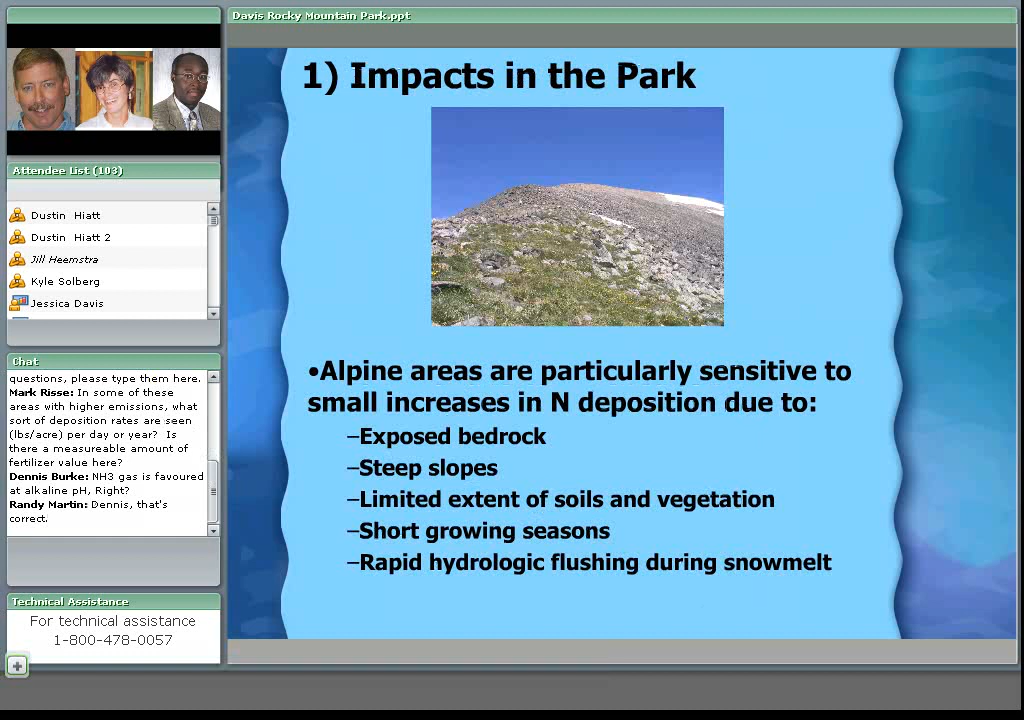 Davis Rocky Mountain Park.ppt
Attendee List (103)
Dustin Hiatt
Dustin Hiatt 2
Jill Heemstra
Kyle Solberg
Jessica Davis
Chat
questions, please type them here.
Mark Risse: In some of these
areas with higher emissions, what
sort of deposition rates are seen
(lbs/acre) per day or year? Is
there a measureable amount of
fertilizer value here?
Dennis Burke: NH3 gas is favoured
at alkaline pH, Right?
Randy Martin: Dennis, that's
correct.
Technical Assistance
For technical assistance
1-800-478-0057
1) Impacts in the Park
•Alpine areas are particularly sensitive to
small increases in N deposition due to:
–Exposed bedrock
–Steep slopes
–Limited extent of soils and vegetation
–Short growing seasons
–Rapid hydrologic flushing during snowmelt